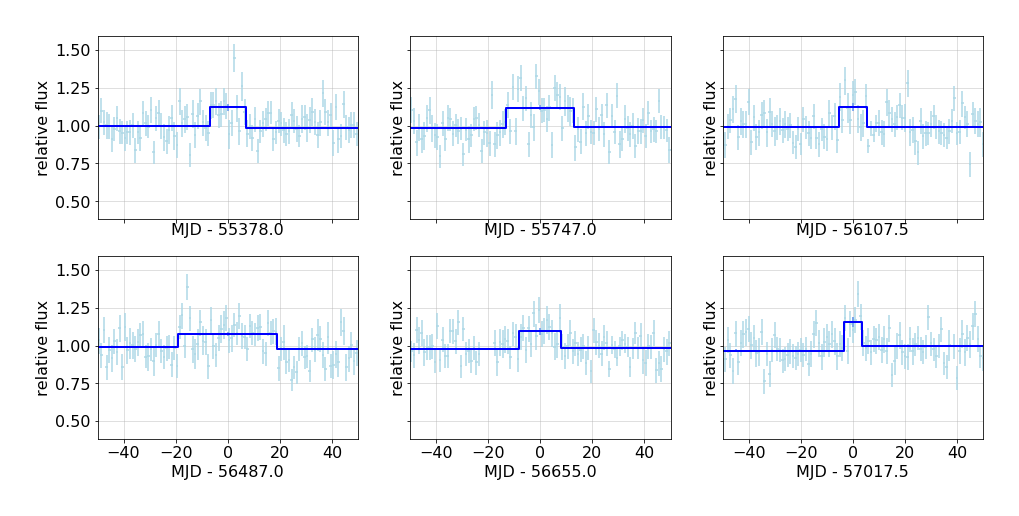 relative flux
1.50
1.25
1.00
0.75
0.50
MJD - 55378.0
relative flux
MJD - 55747.0
relative flux
MJD - 56107.5
relative flux
1.50
1.25
1.00
0.75
0.50
−40 −20 0 20 40
MJD - 56487.0
relative flux
−40 −20 0 20 40
MJD - 56655.0
relative flux
−40 −20 0 20 40
MJD - 57017.5